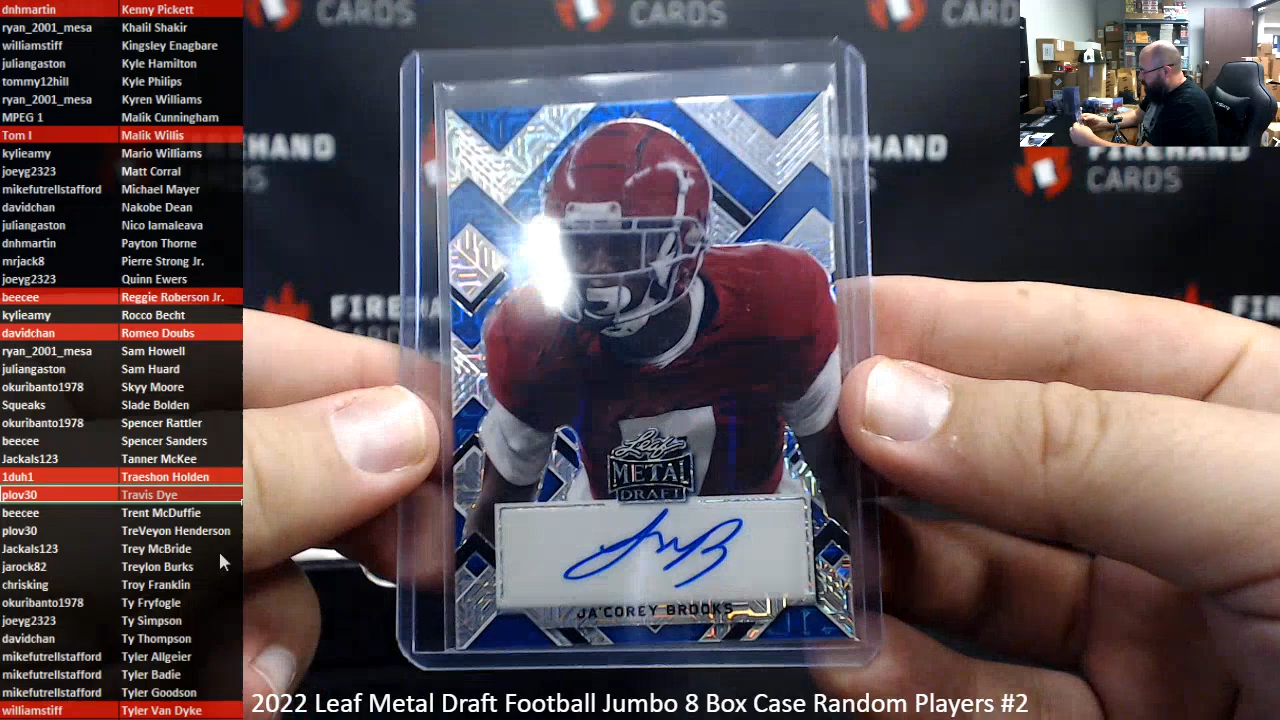 dnhmartin Kenny Pickett
ryan_2001_mesa Khalil Shakir
williamstiff Kingsley Enagbare
juliangaston Kyle Hamilton
tommy12hill Kyle Philips
ryan_2001_mesa Kyren Williams
MPEG 1 Malik Cunningham
Tom I Malik Willis
kylieamy Mario Williams
joeyg2323 Matt Corral
mikefutrellstafford Michael Mayer
davidchan Nakobe Dean
juliangaston Nico Iamaleava
dnhmartin Payton Thorne
mrjack8 Pierre Strong Jr.
joeyg2323 Quinn Ewers
beecee Reggie Roberson Jr.
kylieamy Rocco Becht
davidchan Romeo Doubs
ryan_2001_mesa Sam Howell
juliangaston Sam Huard
okuribanto1978 Skyy Moore
Squeaks Slade Bolden
okuribanto1978 Spencer Rattler
beecee Spencer Sanders
Jackals123 Tanner McKee
1duh1 Traeshon Holden
plov30 Travis Dye
beecee Trent McDuffie
plov30 TreVeyon Henderson
Jackals123 Trey McBride
jarock82 Treylon Burks
chrisking Troy Franklin
okuribanto1978 Ty Fryfogle
joeyg2323 Ty Simpson
davidchan Ty Thompson
mikefutrellstafford Tyler Allgeier
mikefutrellstafford Tyler Badie
mikefutrellstafford Tyler Goodson
williamstiff Tyler Van Dyke
CARDS
CARDS
CARDS
FIREHAND
CARDS
HAND
FIREHAND
CARDS
FIRE
Leaf
METAL
DRAFT
JA'COREY BROOKS
2022 Leaf Metal Draft Football Jumbo 8 Box Case Random Players #2